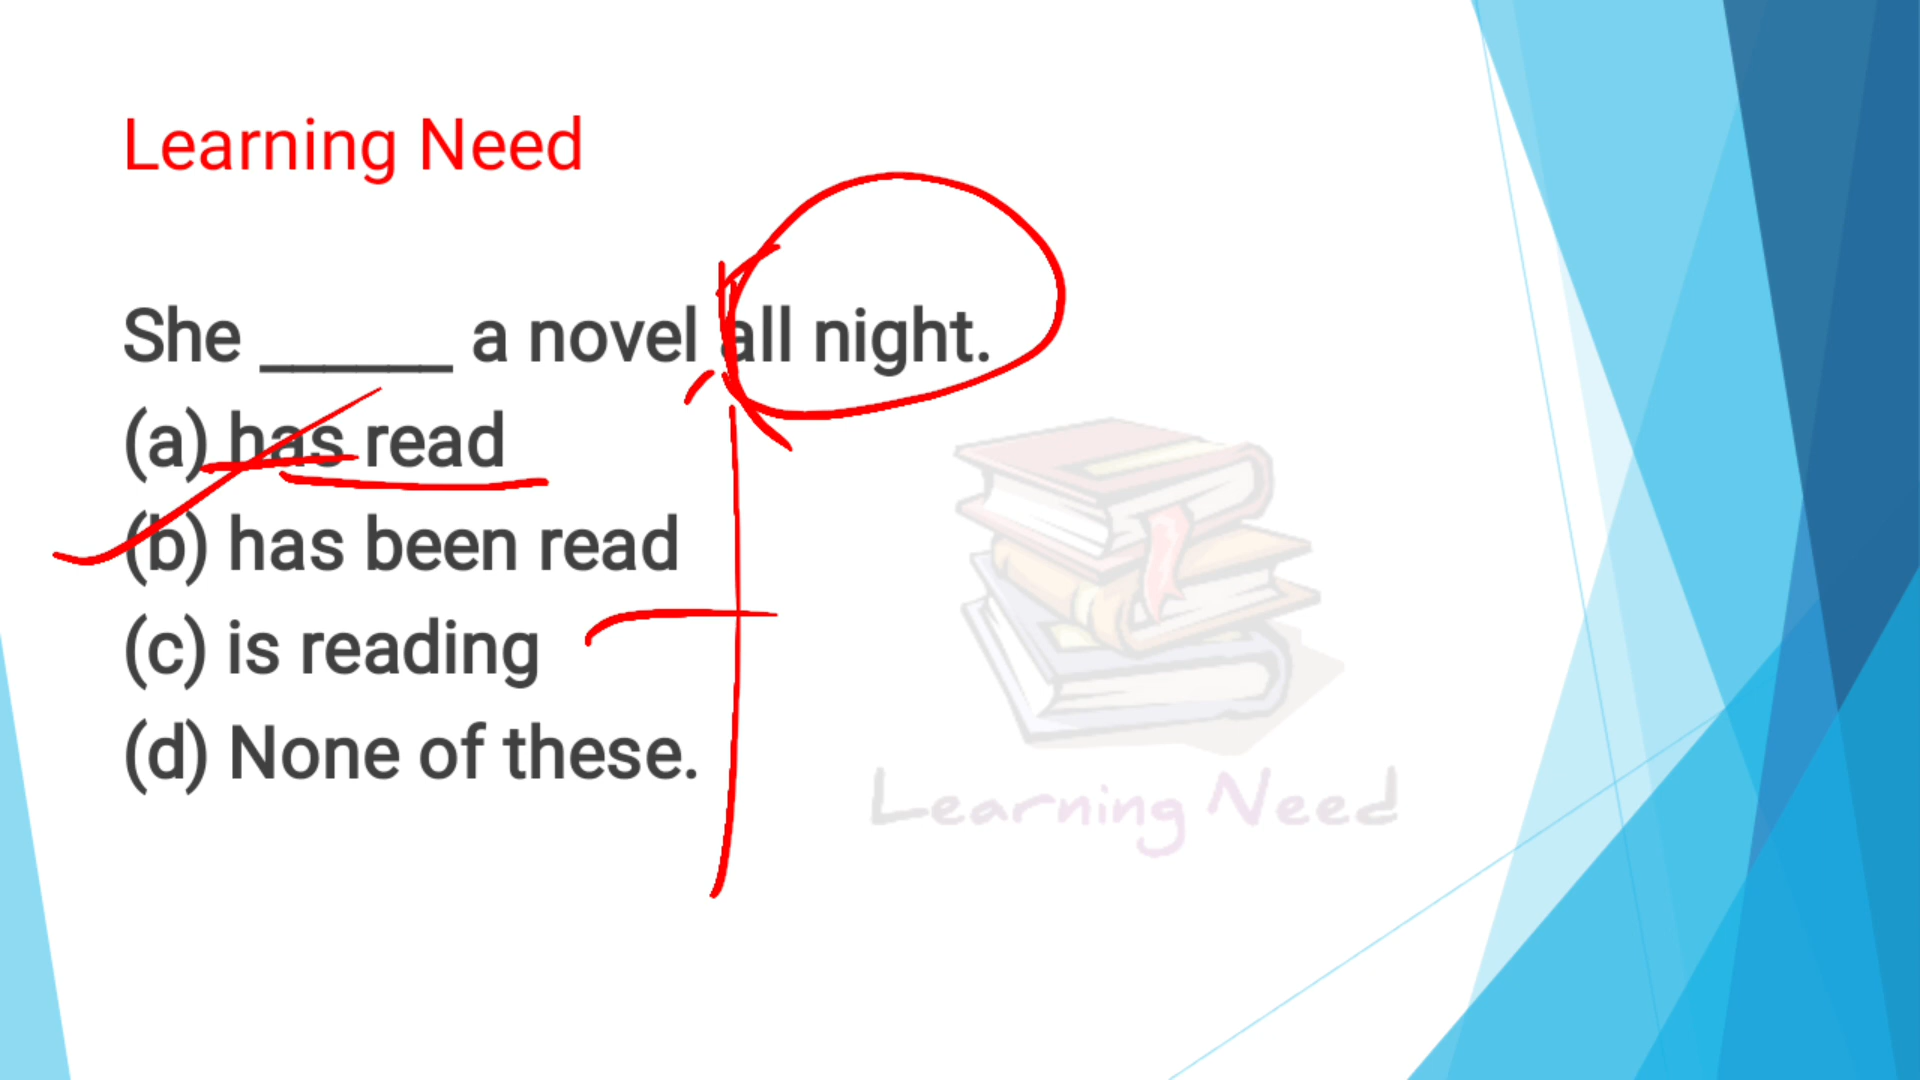 Learning Need
She ______ a novel all night.
(a) has read
(b) has been read
(c) is reading
(d) None of these.
Learning Need